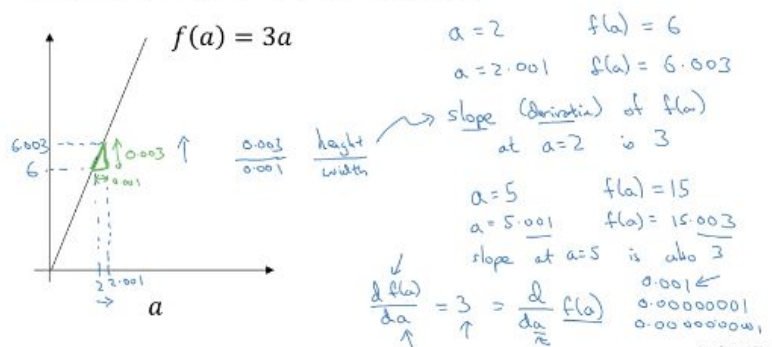 f(a) = 3a
a = 2 f(a) = 6
a = 2.001 f(a) = 6.003
slope (derivative) of f(a)
at a=2 is 3
6.003
6
0.003
0.001
0.003 height
0.001 width
2 2.001
a
a = 5 f(a) = 15
a = 5.001 f(a) = 15.003
slope at a=5 is also 3
d f(a) = 3 = d f(a)
da da
0.001
0.00000001